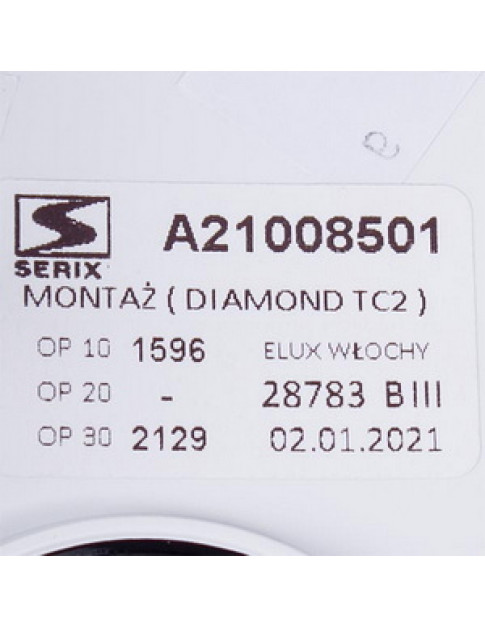 SERIX
A21008501
MONTAŻ ( DIAMOND TC2 )
OP 10 1596 ELUX WŁOCHY
OP 20 - 28783 BIII
OP 30 2129 02.01.2021